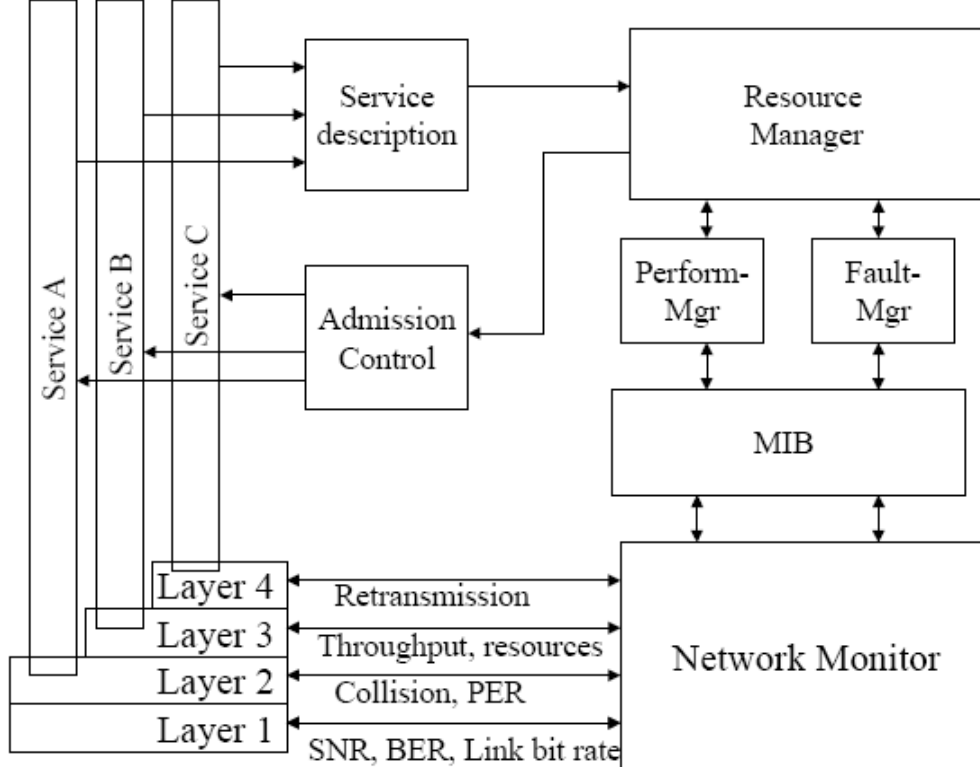 Service A
Service B
Service C
Service
description
Resource
Manager
Admission
Control
Perform-
Mgr
Fault-
Mgr
MIB
Network Monitor
Layer 4
Retransmission
Layer 3
Throughput, resources
Layer 2
Collision, PER
Layer 1
SNR, BER, Link bit rate